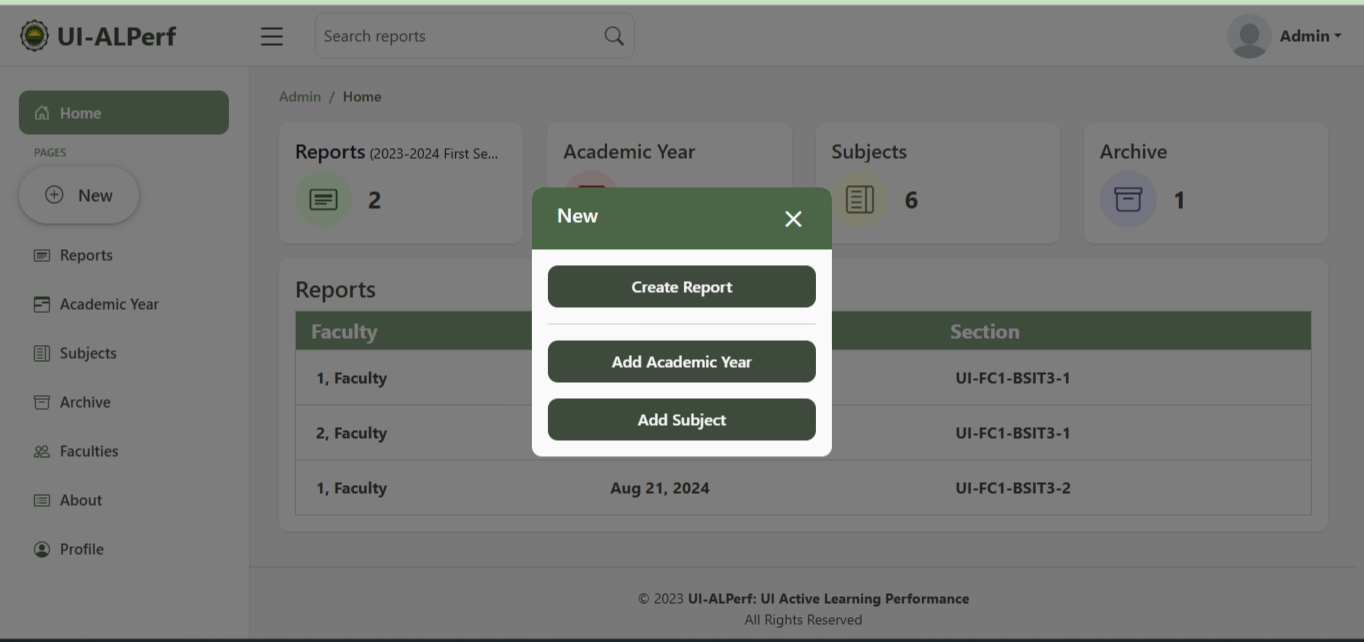 UI-ALPerf
Search reports
Admin
Home
PAGES
New
Reports
Academic Year
Subjects
Archive
Faculties
About
Profile
Admin / Home
Reports (2023-2024 First Se...
2
Academic Year
Subjects
6
Archive
1
New
Create Report
Add Academic Year
Add Subject
Reports
Faculty Section
1, Faculty UI-FC1-BSIT3-1
2, Faculty UI-FC1-BSIT3-1
1, Faculty Aug 21, 2024 UI-FC1-BSIT3-2
© 2023 UI-ALPerf: UI Active Learning Performance
All Rights Reserved